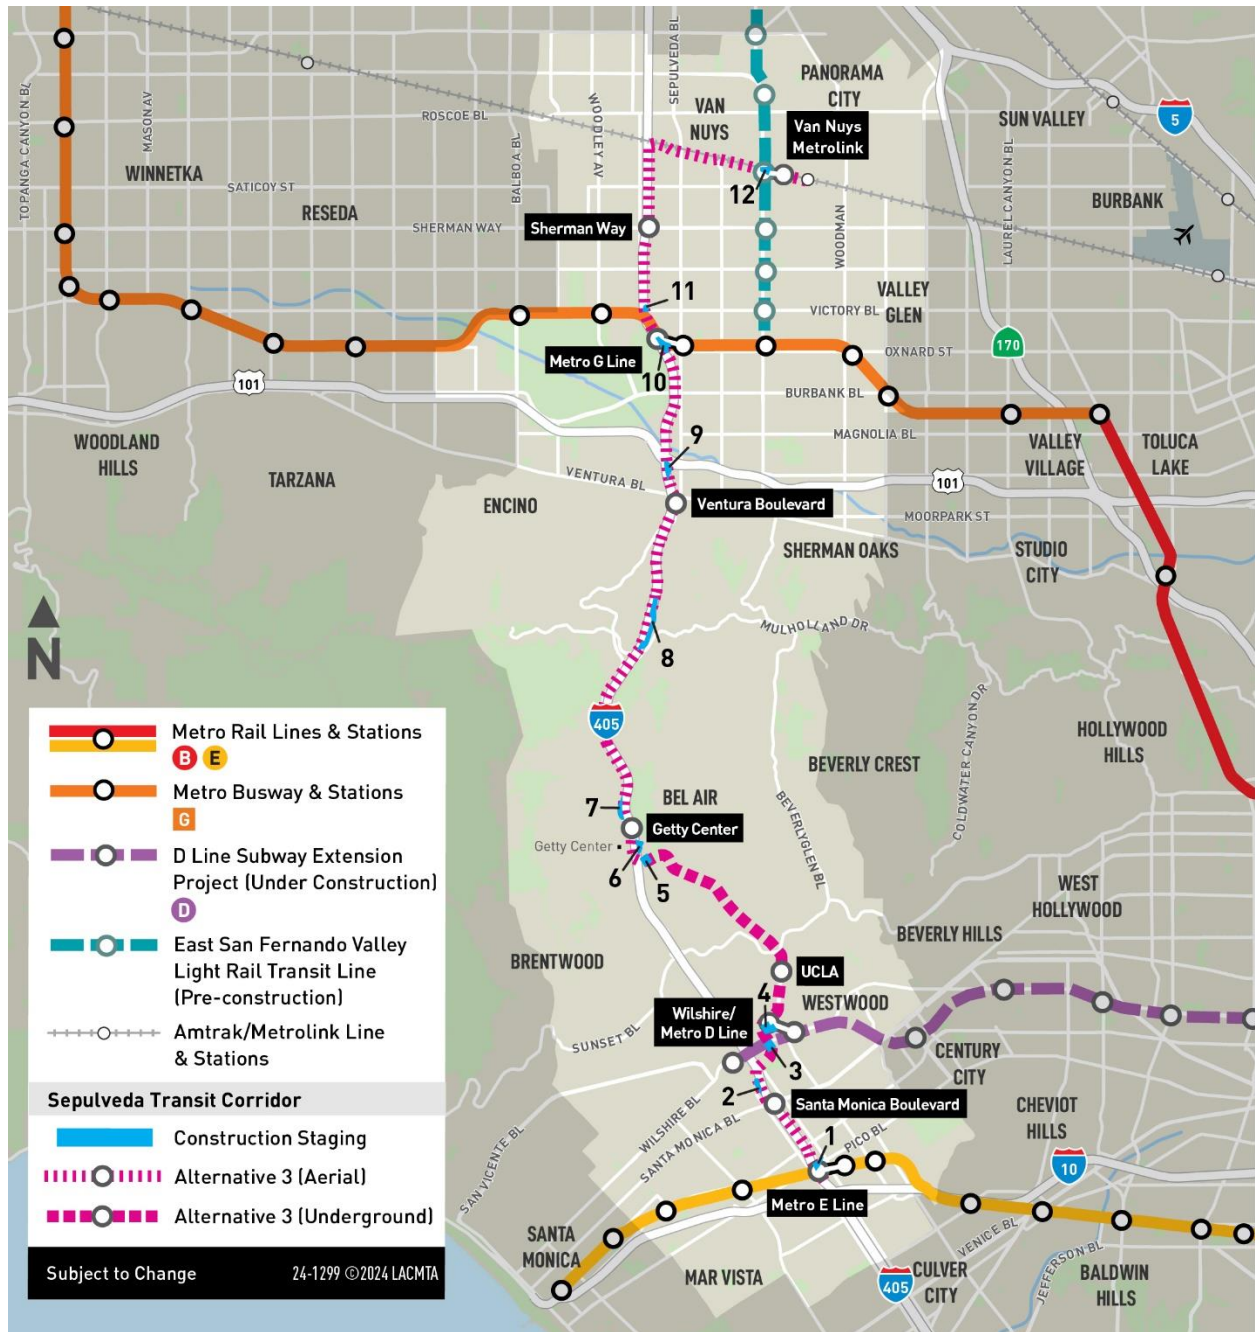 SEPULVEDA BL
PANORAMA
CITY
VAN
NUYS
Van Nuys
Metrolink
SUN VALLEY
5
TOPANGA CANYON BL
MASON AV
ROSCOE BL
WOODLEY AV
BALBOA BL
WINNETKA
SATICOY ST
RESEDA
SHERMAN WAY
Sherman Way
12
WOODMAN
LAUREL CANYON BL
BURBANK
11
VICTORY BL
VALLEY
GLEN
OXNARD ST
170
Metro G Line
10
101
BURBANK BL
MAGNOLIA BL
WOODLAND
HILLS
TARZANA
9
VENTURA BL
VALLEY
VILLAGE
TOLUCA
LAKE
101
ENCINO
Ventura Boulevard
MOORPARK ST
SHERMAN OAKS
STUDIO
CITY
N
MULHOLLAND DR
8
405
COLDWATER CANYON DR
HOLLYWOOD
HILLS
BEVERLY CREST
7
BEL AIR
BEVERLYGLEN BL
Getty Center
Getty Center
6
5
WEST
HOLLYWOOD
BEVERLY HILLS
BRENTWOOD
UCLA
4
WESTWOOD
Wilshire/
Metro D Line
SUNSET BL
3
CENTURY
CITY
2
Santa Monica Boulevard
WILSHIRE BL
SANTA MONICA BL
CHEVIOT
HILLS
1
PICO BL
10
SAN VICENTE BL
Metro E Line
SANTA
MONICA
VENICE BL
JEFFERSON BL
MAR VISTA
405
CULVER
CITY
BALDWIN
HILLS
Metro Rail Lines & Stations
B E
Metro Busway & Stations
G
D Line Subway Extension
Project (Under Construction)
D
East San Fernando Valley
Light Rail Transit Line
(Pre-construction)
Amtrak/Metrolink Line
& Stations
Sepulveda Transit Corridor
Construction Staging
Alternative 3 (Aerial)
Alternative 3 (Underground)
Subject to Change 24-1299 ©2024 LACMTA